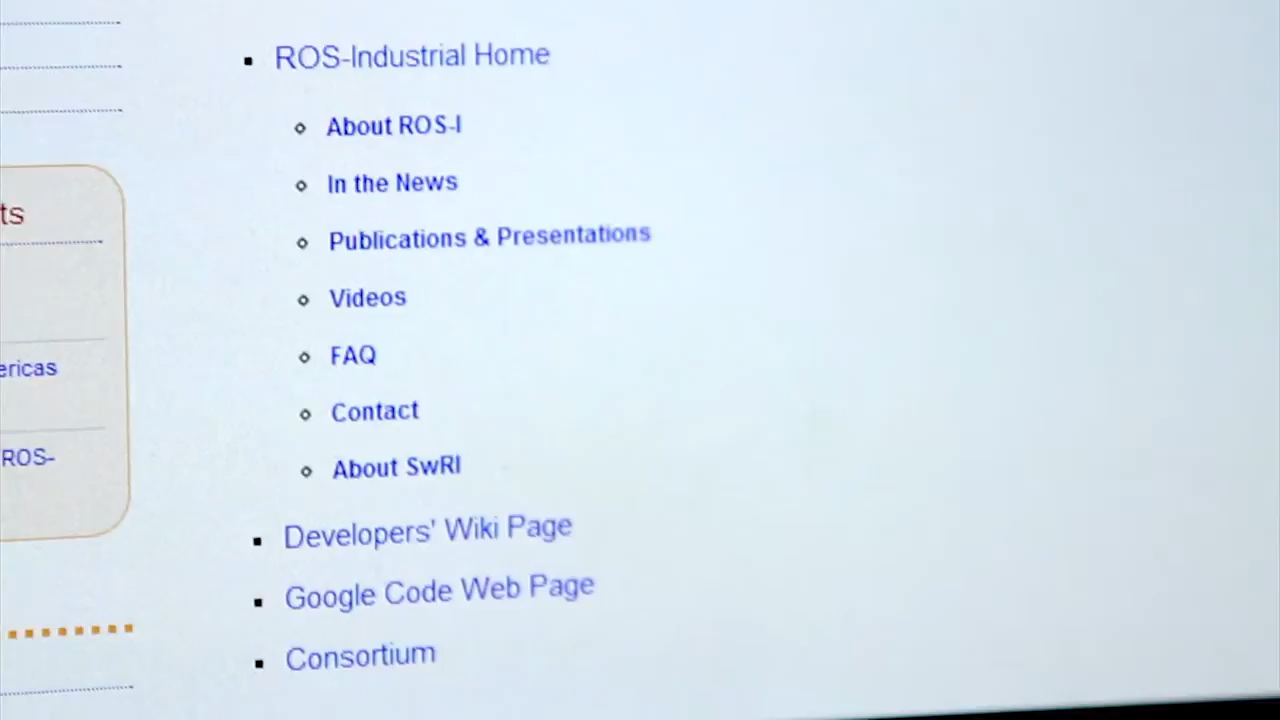 ROS-Industrial Home
About ROS-I
In the News
ts
Publications & Presentations
Videos
FAQ
ericas
Contact
ROS-
About SwRI
Developers' Wiki Page
Google Code Web Page
Consortium